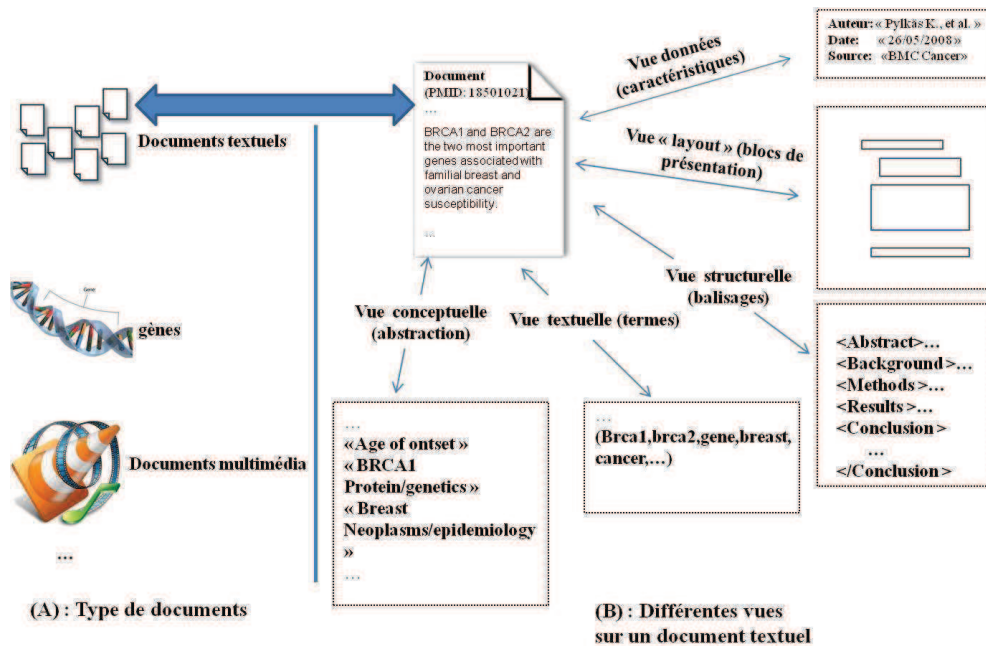 Documents textuels
Gene
gènes
Documents multimédia
...
(A) : Type de documents
Document
(PMID: 18501021)
...
BRCA1 and BRCA2 are
the two most important
genes associated with
familial breast and
ovarian cancer
susceptibility.
...
Vue données
(caractéristiques)
Auteur: « Pylkäs K., et al. »
Date: « 26/05/2008 »
Source: «BMC Cancer»
Vue « layout » (blocs de
présentation)
Vue structurelle
(balisages)
<Abstract>...
<Background>...
<Methods>...
<Results>...
<Conclusion>
...
</Conclusion>
Vue conceptuelle
(abstraction)
...
« Age of ontset »
« BRCA1
Protein/genetics »
« Breast
Neoplasms/epidemiology
»
...
Vue textuelle (termes)
...
(Brca1,brca2,gene,breast,
cancer,...)
(B) : Différentes vues
sur un document textuel